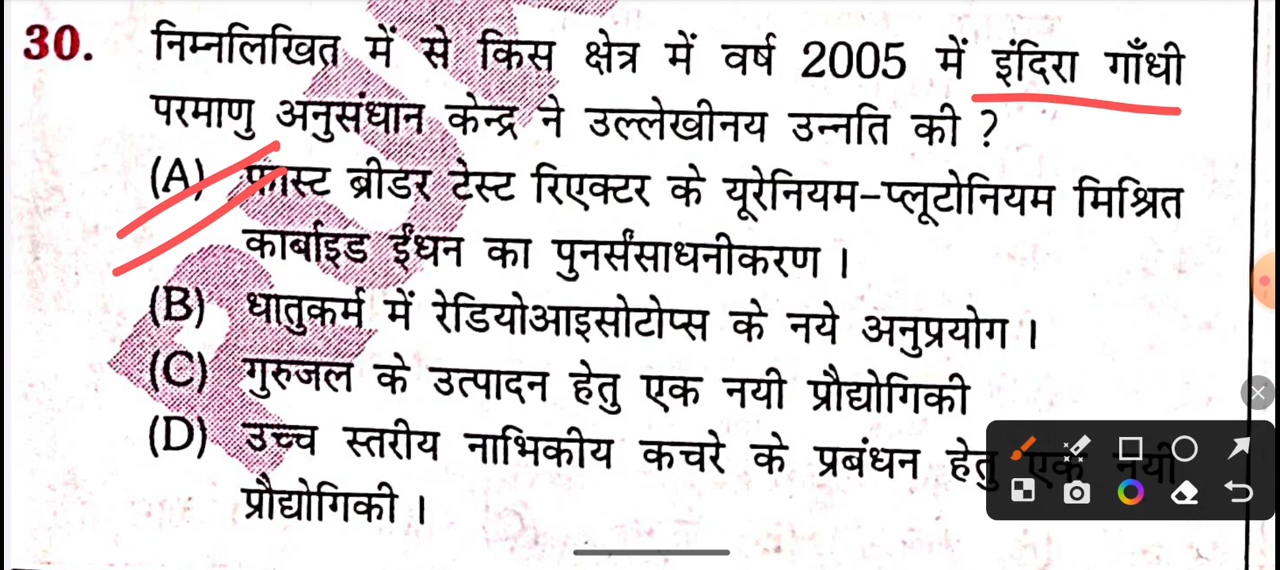 30. निम्नलिखित में से किस क्षेत्र में वर्ष 2005 में इंदिरा गाँधी
परमाणु अनुसंधान केन्द्र ने उल्लेखीनय उन्नति की ?
(A) फास्ट ब्रीडर टेस्ट रिएक्टर के यूरेनियम-प्लूटोनियम मिश्रित
कार्बाइड ईंधन का पुनर्संसाधनीकरण ।
(B) धातुकर्म में रेडियोआइसोटोप्स के नये अनुप्रयोग ।
(C) गुरुजल के उत्पादन हेतु एक नयी प्रौद्योगिकी
(D) उच्च स्तरीय नाभिकीय कचरे के प्रबंधन हेतु एक नयी
प्रौद्योगिकी ।